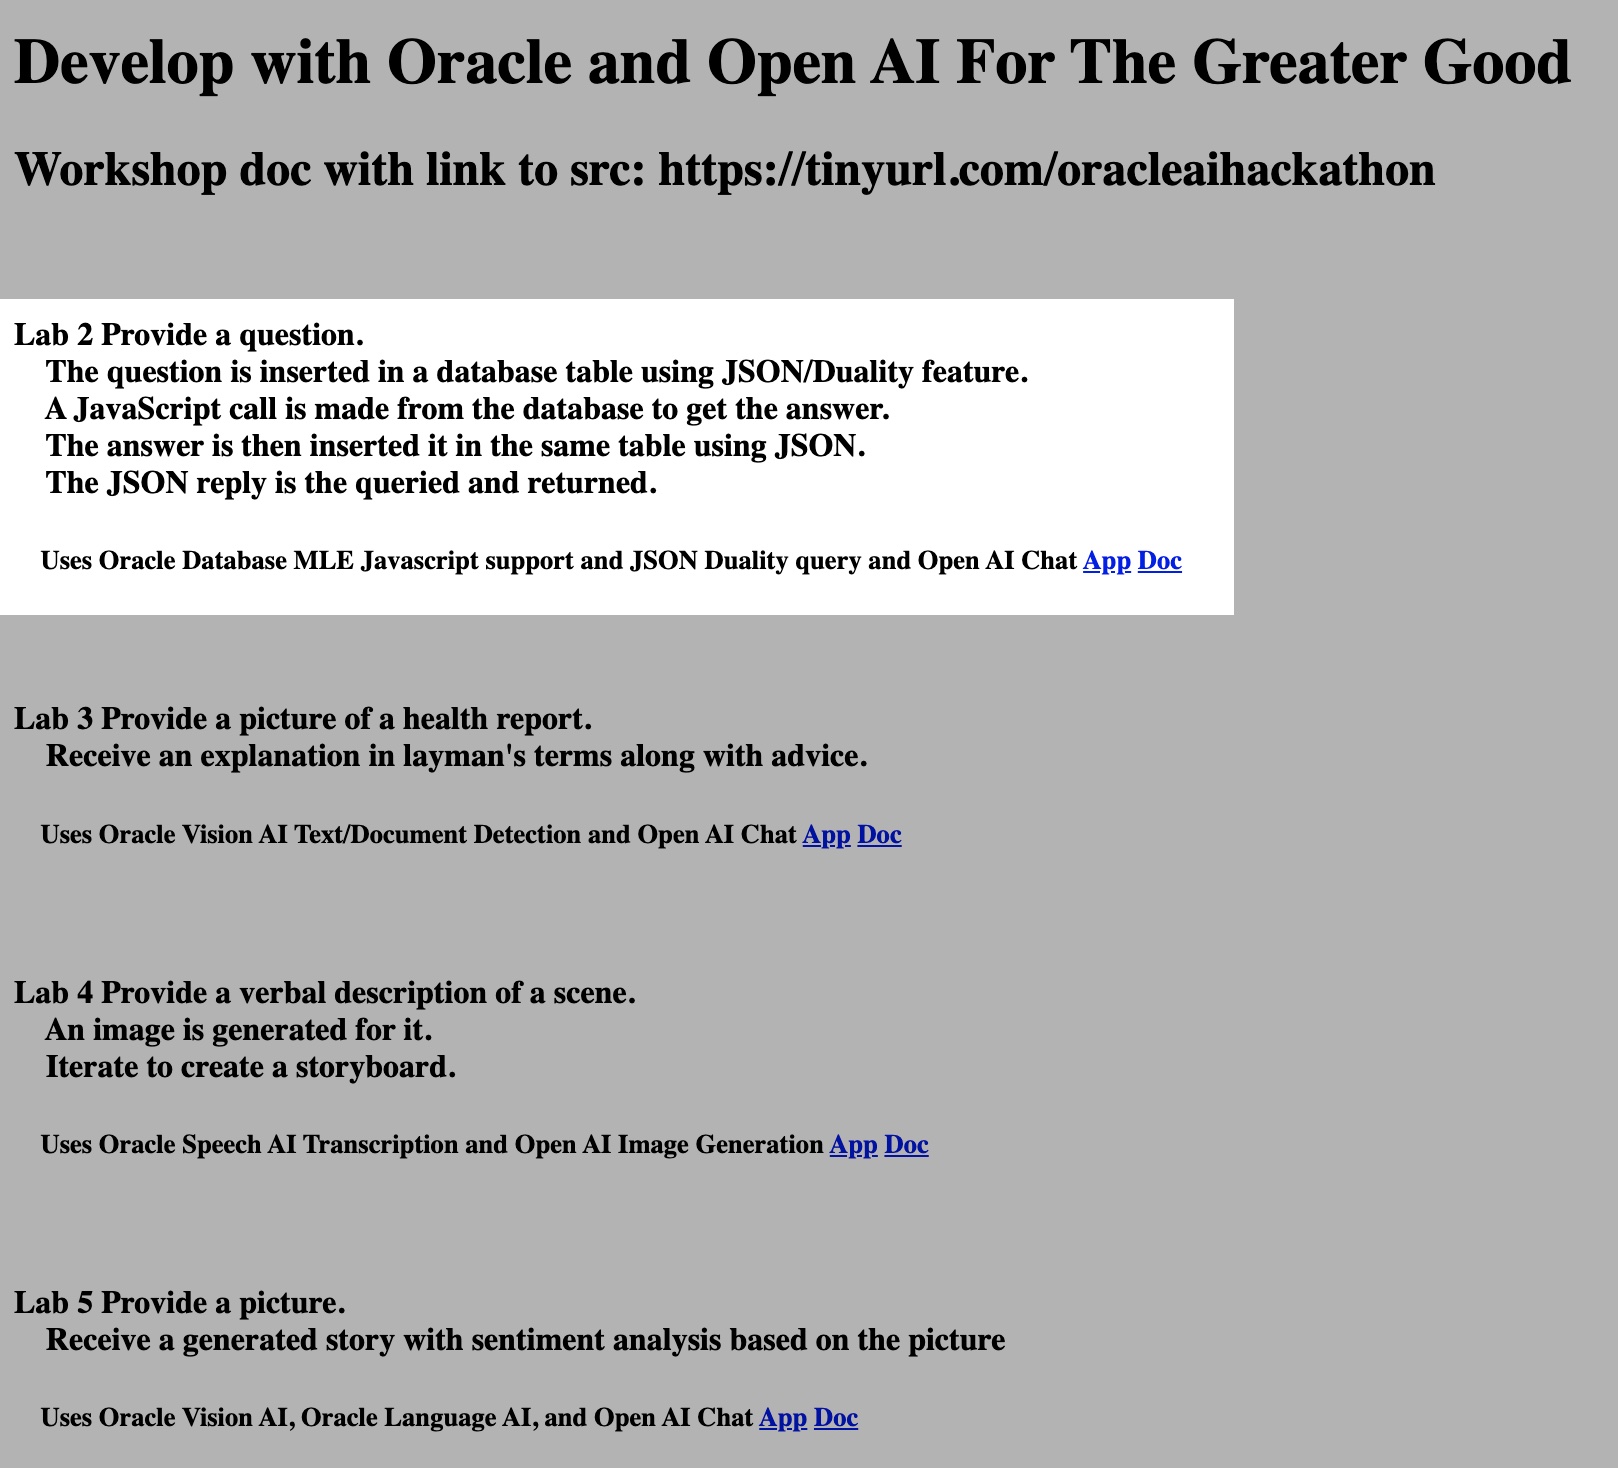 Develop with Oracle and Open AI For The Greater Good
Workshop doc with link to src: https://tinyurl.com/oracleaihackathon
Lab 2 Provide a question.
The question is inserted in a database table using JSON/Duality feature.
A JavaScript call is made from the database to get the answer.
The answer is then inserted it in the same table using JSON.
The JSON reply is the queried and returned.
Uses Oracle Database MLE Javascript support and JSON Duality query and Open AI Chat App Doc
Lab 3 Provide a picture of a health report.
Receive an explanation in layman's terms along with advice.
Uses Oracle Vision AI Text/Document Detection and Open AI Chat App Doc
Lab 4 Provide a verbal description of a scene.
An image is generated for it.
Iterate to create a storyboard.
Uses Oracle Speech AI Transcription and Open AI Image Generation App Doc
Lab 5 Provide a picture.
Receive a generated story with sentiment analysis based on the picture
Uses Oracle Vision AI, Oracle Language AI, and Open AI Chat App Doc